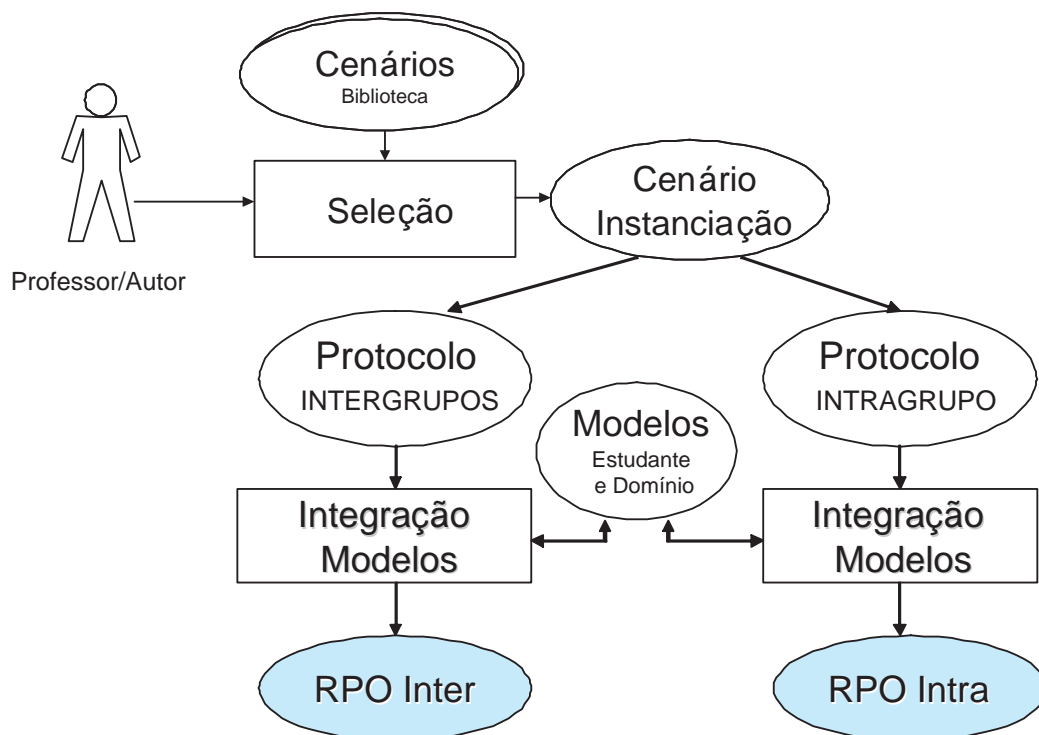 Cenários
Biblioteca
Seleção
Cenário
Instanciação
Professor/Autor
Protocolo
INTERGRUPOS
Protocolo
INTRAGRUPO
Modelos
Estudante
e Domínio
Integração
Modelos
Integração
Modelos
RPO Inter
RPO Intra